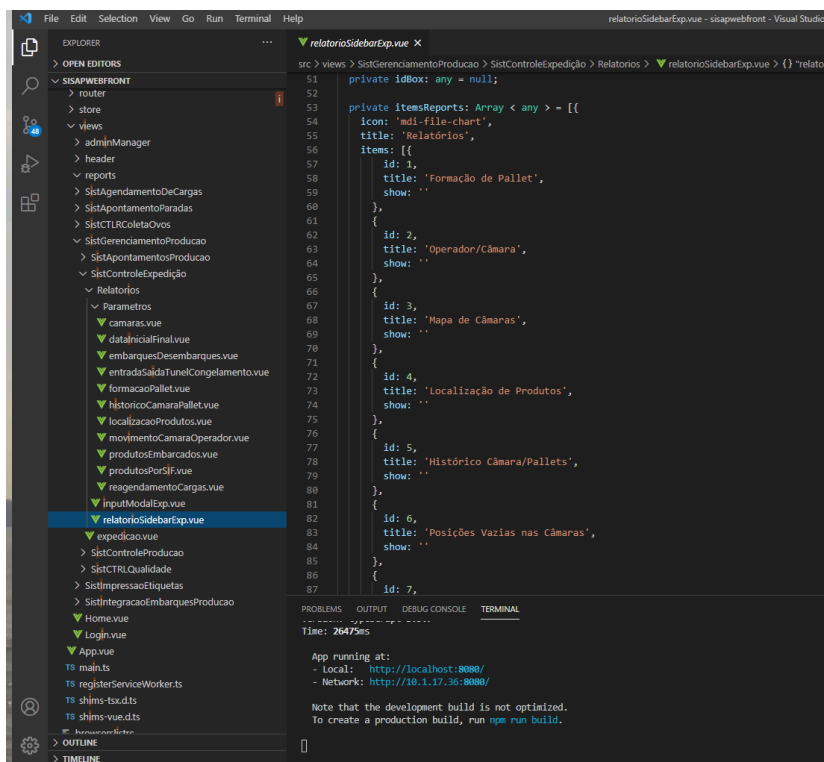 File Edit Selection View Go Run Terminal Help
relatorioSidebarExp.vue - sisapwebfront - Visual Studio
EXPLORER
OPEN EDITORS
SISAPWEBFRONT
router
store
views
adminManager
header
reports
SistAgendamentoDeCargas
SistApontamentoParadas
SistCTLRColetaOvos
SistGerenciamentoProducao
SistApontamentosProducao
SistControleExpedição
Relatorios
Parametros
camaras.vue
dataInicialFinal.vue
embarquesDesembarques.vue
entradaSaidaTunelCongelamento.vue
formacaoPallet.vue
historicoCamaraPallet.vue
localizacaoProdutos.vue
movimentoCamaraOperador.vue
produtosEmbarcados.vue
produtosPorSIF.vue
reagendamentoCargas.vue
inputModalExp.vue
relatorioSidebarExp.vue
expedicao.vue
SistControleProducao
SistCTRLQualidade
SistImpressaoEtiquetas
SistIntegracaoEmbarquesProducao
Home.vue
Login.vue
App.vue
TS main.ts
TS registerServiceWorker.ts
TS shims-tsx.d.ts
TS shims-vue.d.ts
OUTLINE
TIMELINE
48
relatorioSidebarExp.vue
src > views > SistGerenciamentoProducao > SistControleExpedição > Relatorios > relatorioSidebarExp.vue > {} "relato
51 private idBox: any = null;
52
53 private itemsReports: Array < any > = [{
54 icon: 'mdi-file-chart',
55 title: 'Relatórios',
56 items: [{
57 id: 1,
58 title: 'Formação de Pallet',
59 show: ''
60 },
61 {
62 id: 2,
63 title: 'Operador/Câmara',
64 show: ''
65 },
66 {
67 id: 3,
68 title: 'Mapa de Câmaras',
69 show: ''
70 },
71 {
72 id: 4,
73 title: 'Localização de Produtos',
74 show: ''
75 },
76 {
77 id: 5,
78 title: 'Histórico Câmara/Pallets',
79 show: ''
80 },
81 {
82 id: 6,
83 title: 'Posições Vazias nas Câmaras',
84 show: ''
85 },
86 {
87 id: 7,
PROBLEMS OUTPUT DEBUG CONSOLE TERMINAL
Time: 26475ms
App running at:
- Local: http://localhost:8080/
- Network: http://10.1.17.36:8080/
Note that the development build is not optimized.
To create a production build, run npm run build.